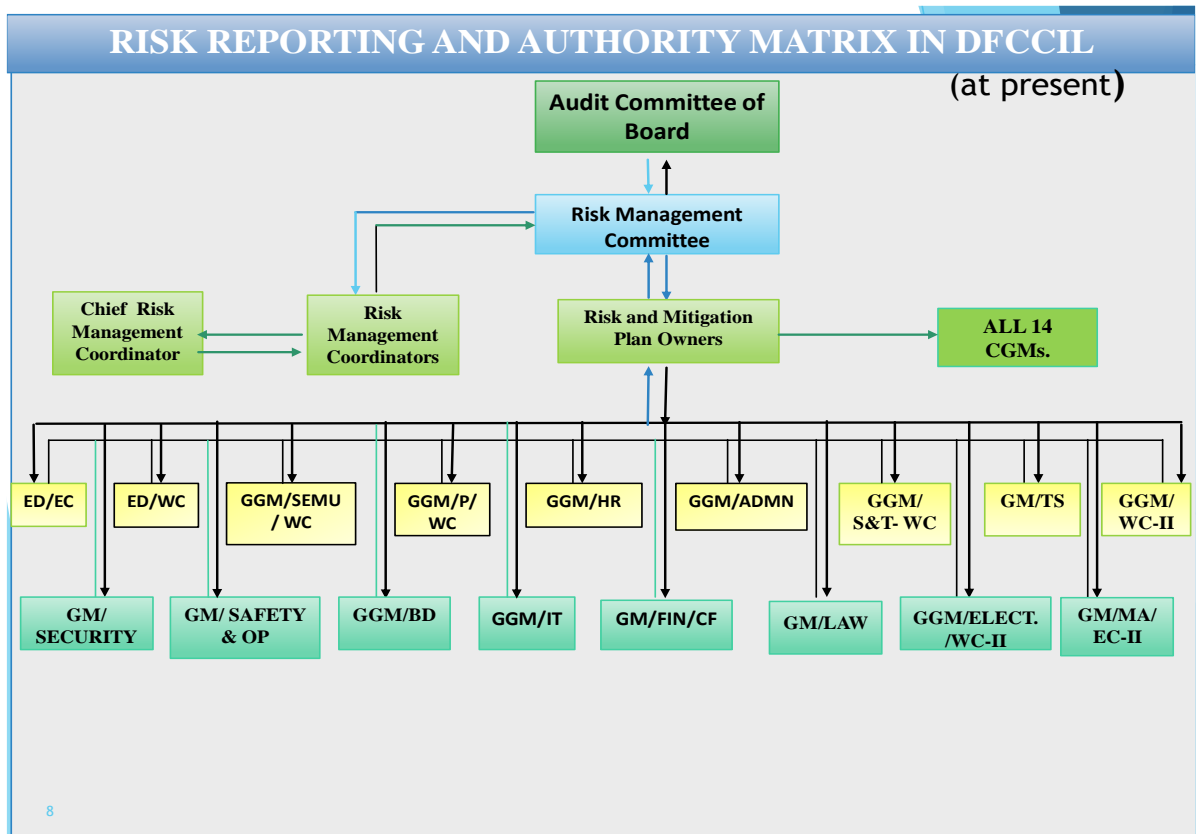 RISK REPORTING AND AUTHORITY MATRIX IN DFCCIL
(at present)
Audit Committee of
Board
Risk Management
Committee
Chief Risk
Management
Coordinator
Risk
Management
Coordinators
Risk and Mitigation
Plan Owners
ALL 14
CGMs.
ED/EC
ED/WC
GGM/SEMU
/ WC
GGM/P/
WC
GGM/HR
GGM/ADMN
GGM/
S&T- WC
GM/TS
GGM/
WC-II
GM/
SECURITY
GM/ SAFETY
& OP
GGM/BD
GGM/IT
GM/FIN/CF
GM/LAW
GGM/ELECT.
/WC-II
GM/MA/
EC-II
8